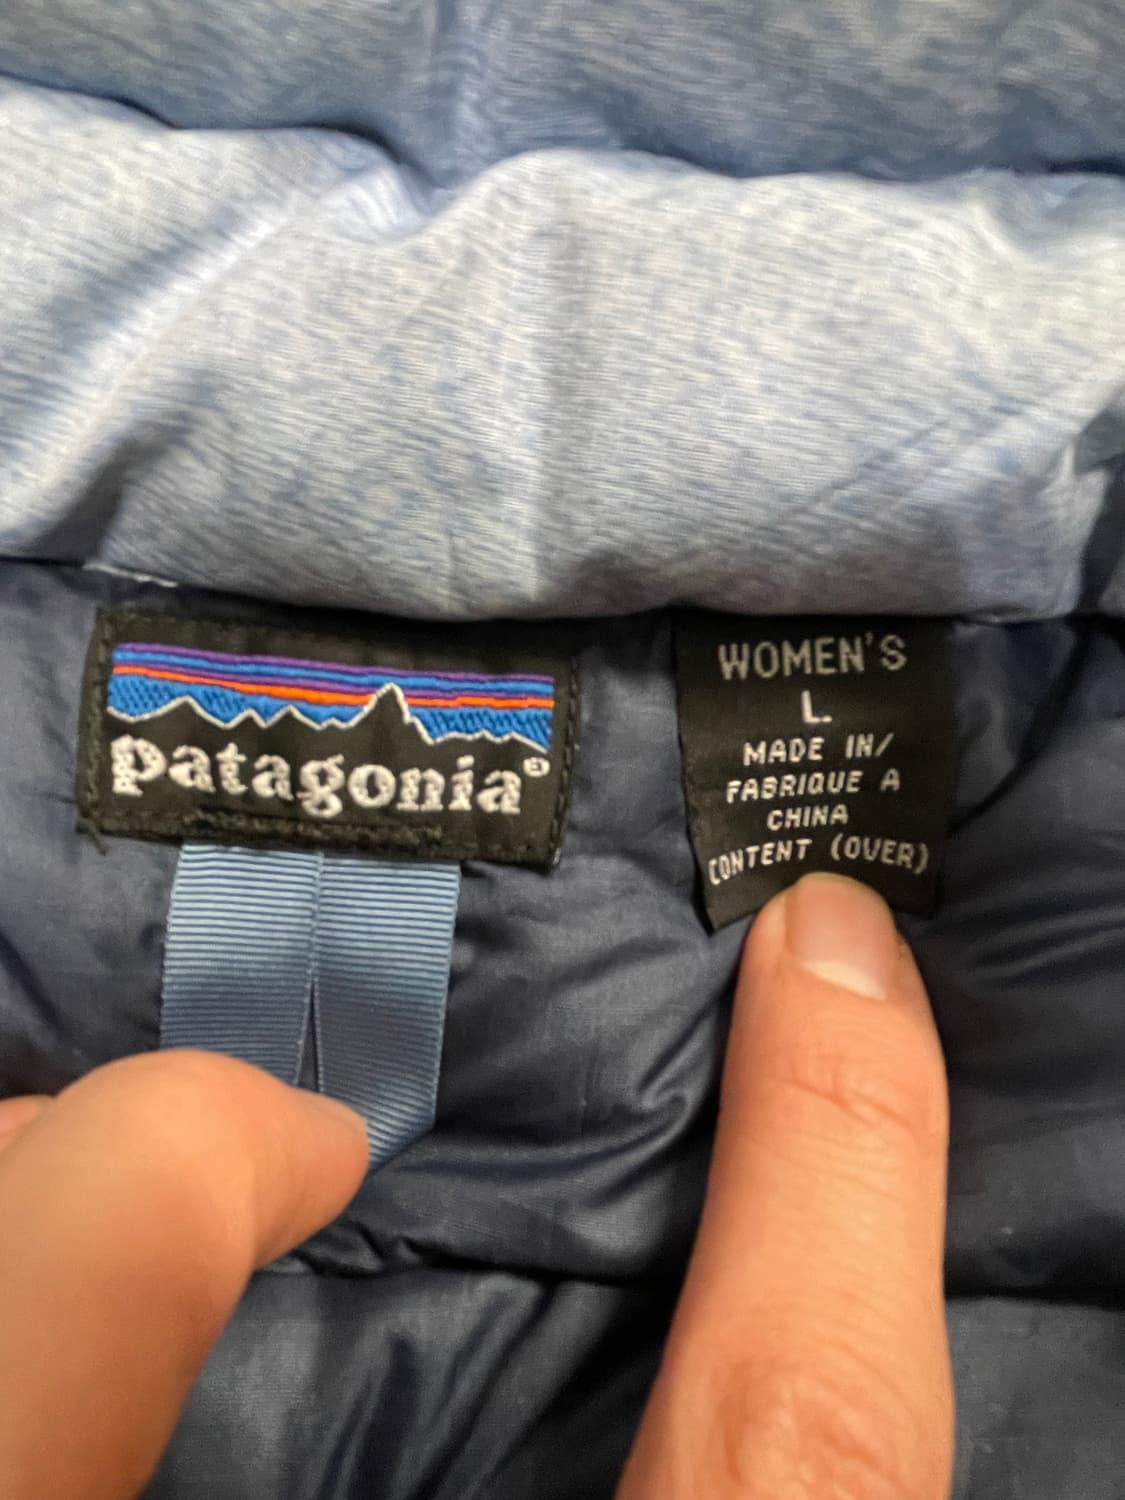 patagonia®
WOMEN'S
L
MADE IN/
FABRIQUE A
CHINA
CONTENT (OVER)